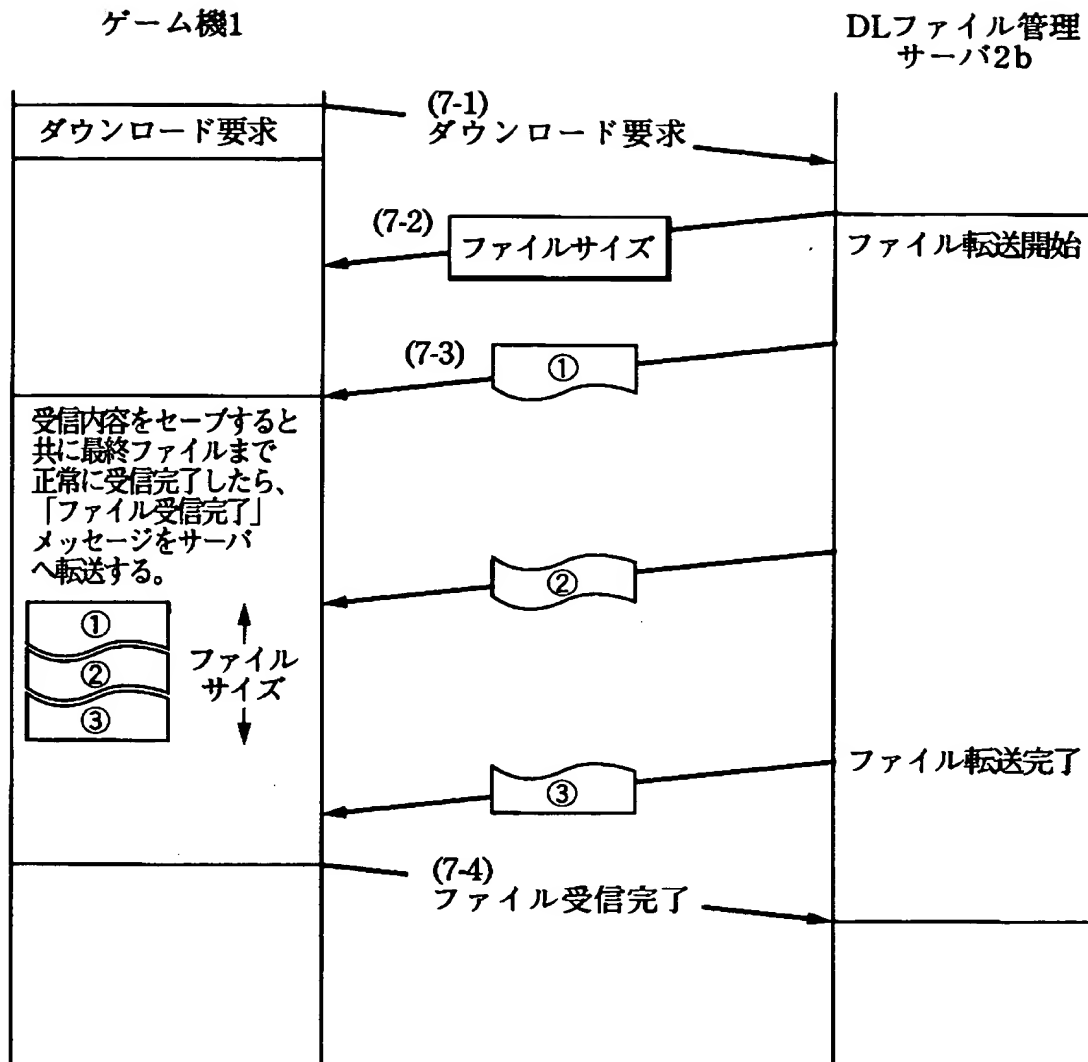 ゲーム機1
DLファイル管理
サーバ2b
(7-1)
ダウンロード要求
ダウンロード要求
(7-2)
ファイルサイズ
ファイル転送開始
(7-3)
①
受信内容をセーブすると
共に最終ファイルまで
正常に受信完了したら、
「ファイル受信完了」
メッセージをサーバ
へ転送する。
②
①
②
③
ファイル
サイズ
ファイル転送完了
③
(7-4)
ファイル受信完了